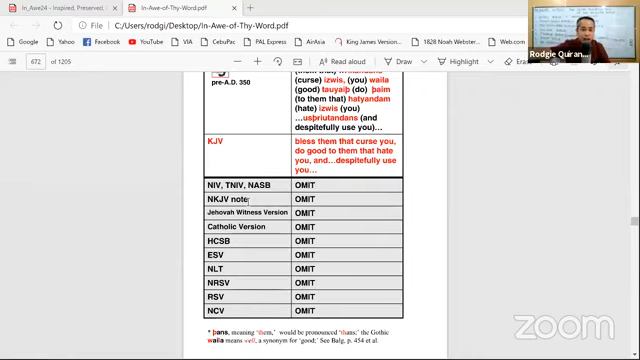 In_Awe24 - Inspired, Preserved,
In-Awe-of-Thy-Word.pdf
File
C:/Users/rodgi/Desktop/In-Awe-of-Thy-Word.pdf
YouTube
VIA
CebuPac
PAL Express
AirAsia
King James Version...
1828 Noah Webster...
672
of 1205
Read aloud
Draw
Highlight
Erase
pre-A.D. 350
(curse) izwis, (you) waila
(good) tauyaiþ (do) þaim
(to them that) hatyandam
(hate) izwis (you)
...usþriutandans (and
despitefully use you)...
KJV
bless them that curse you,
do good to them that hate
you, and...despitefully use
you...
NIV, TNIV, NASB OMIT
NKJV note OMIT
Jehovah Witness Version OMIT
Catholic Version OMIT
HCSB OMIT
ESV OMIT
NLT OMIT
NRSV OMIT
RSV OMIT
NCV OMIT
* þans, meaning 'them,' would be pronounced 'thans; the Gothic
waila means well, a synonym for 'good;' See Balg, p. 454 et al.
Rodgie Quiran...
zoom